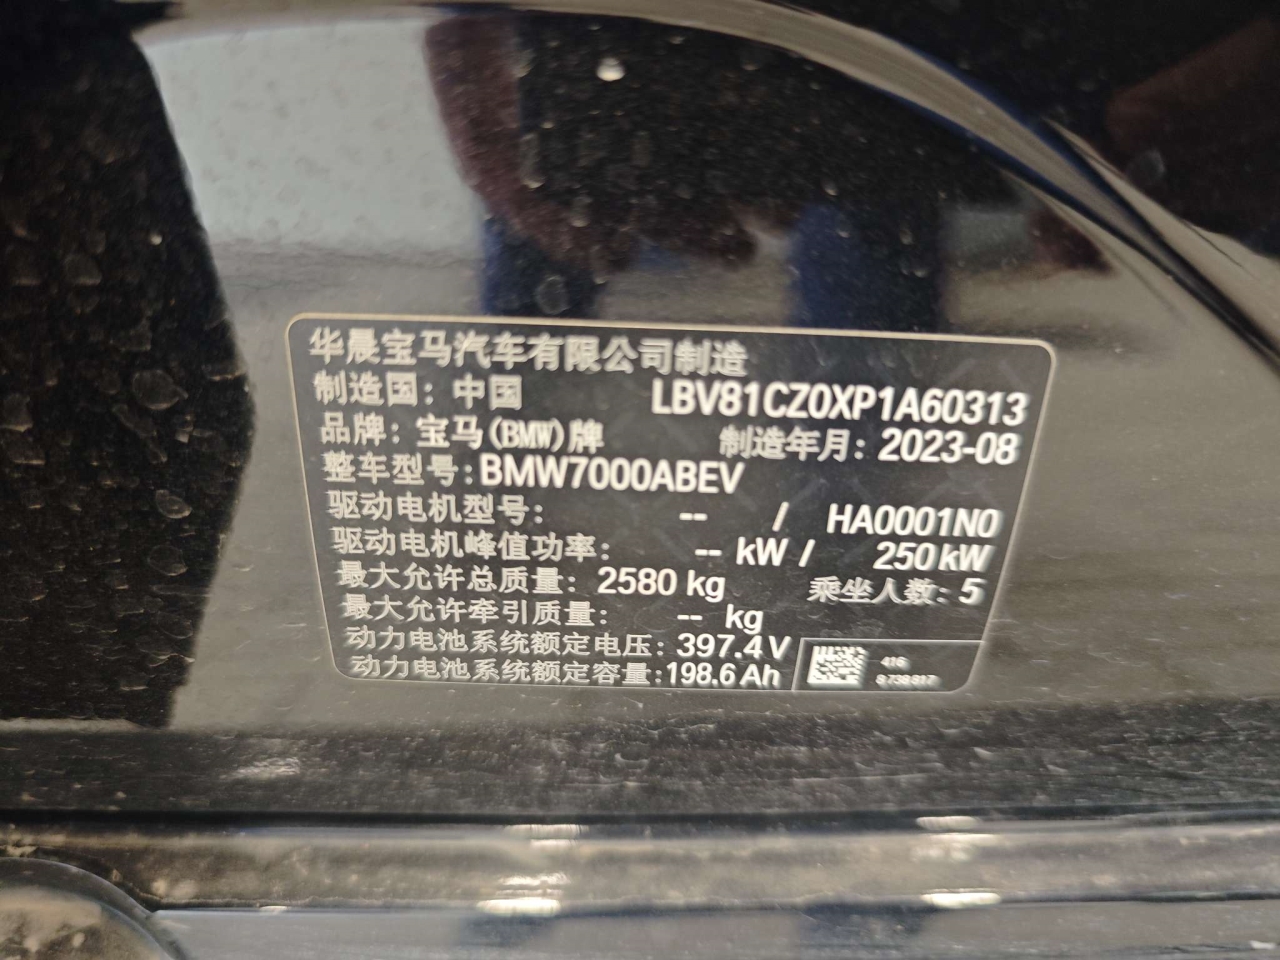 华晨宝马汽车有限公司制造
制造国：中国 LBV81CZ0XP1A60313
品牌：宝马(BMW)牌 制造年月：2023-08
整车型号:BMW7000ABEV
驱动电机型号： -- / HA0001N0
驱动电机峰值功率： -- kW / 250kW
最大允许总质量：2580 kg 乘坐人数：5
最大允许牵引质量： -- kg
动力电池系统额定电压：397.4V
动力电池系统额定容量:198.6Ah
416
8738817